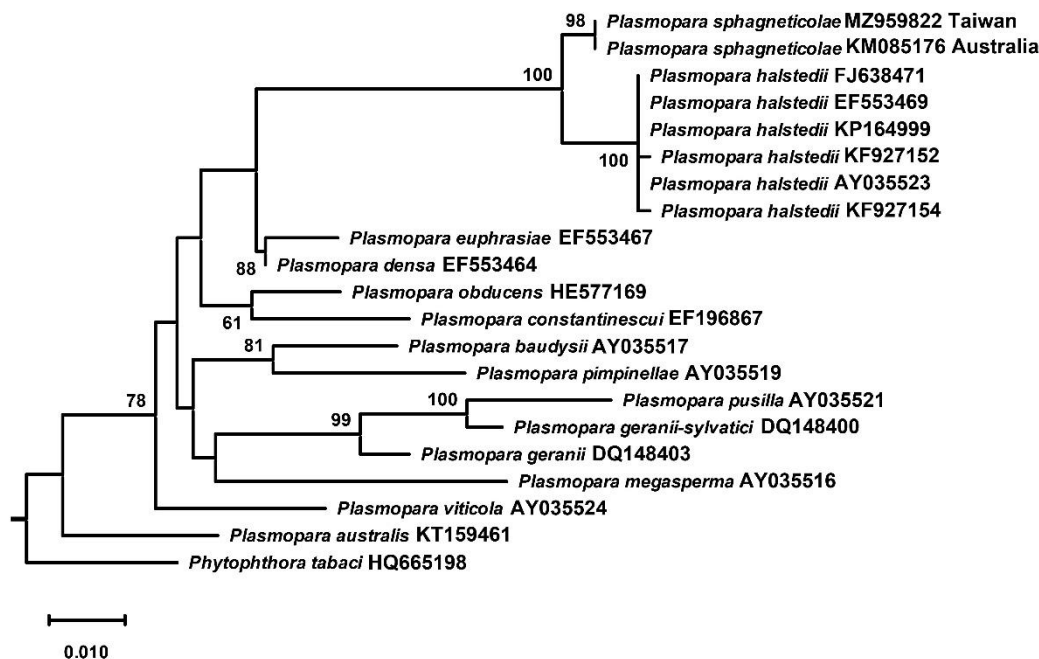 98
Plasmopara sphagneticolae MZ959822 Taiwan
Plasmopara sphagneticolae KM085176 Australia
100
Plasmopara halstedii FJ638471
Plasmopara halstedii EF553469
Plasmopara halstedii KP164999
100
Plasmopara halstedii KF927152
Plasmopara halstedii AY035523
Plasmopara halstedii KF927154
Plasmopara euphrasiae EF553467
88
Plasmopara densa EF553464
Plasmopara obducens HE577169
61
Plasmopara constantinescui EF196867
81
Plasmopara baudysii AY035517
Plasmopara pimpinellae AY035519
78
100
Plasmopara pusilla AY035521
99
Plasmopara geranii-sylvatici DQ148400
Plasmopara geranii DQ148403
Plasmopara megasperma AY035516
Plasmopara viticola AY035524
Plasmopara australis KT159461
Phytophthora tabaci HQ665198
0.010